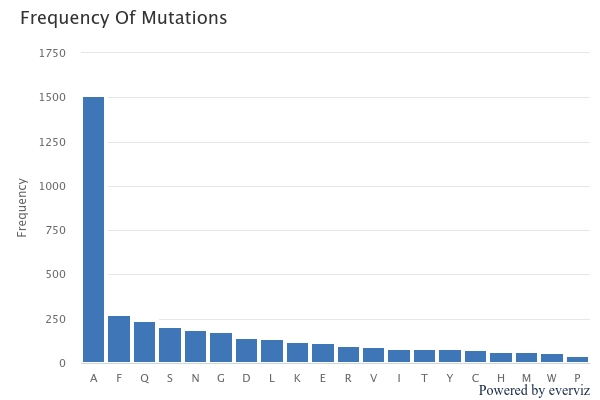 Frequency Of Mutations
1750
1500
1250
1000
750
500
250
0
Frequency
A F Q S N G D L K E R V I T Y C H M W P
Powered by everviz